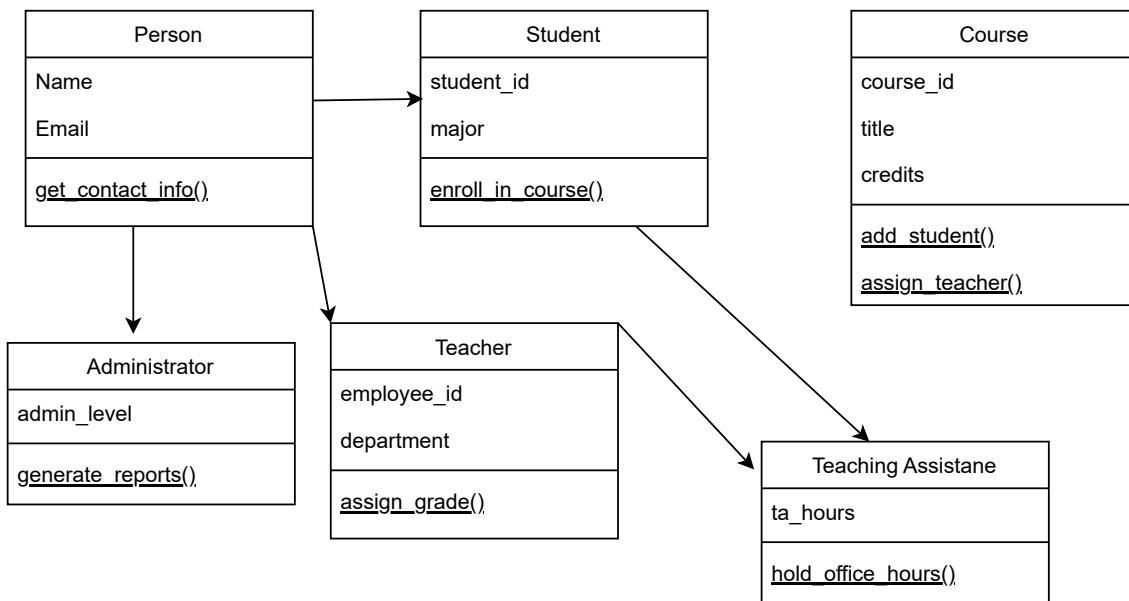 Person
Name
Email
get_contact_info()
Student
student_id
major
enroll_in_course()
Course
course_id
title
credits
add_student()
assign_teacher()
Administrator
admin_level
generate_reports()
Teacher
employee_id
department
assign_grade()
Teaching Assistane
ta_hours
hold_office_hours()